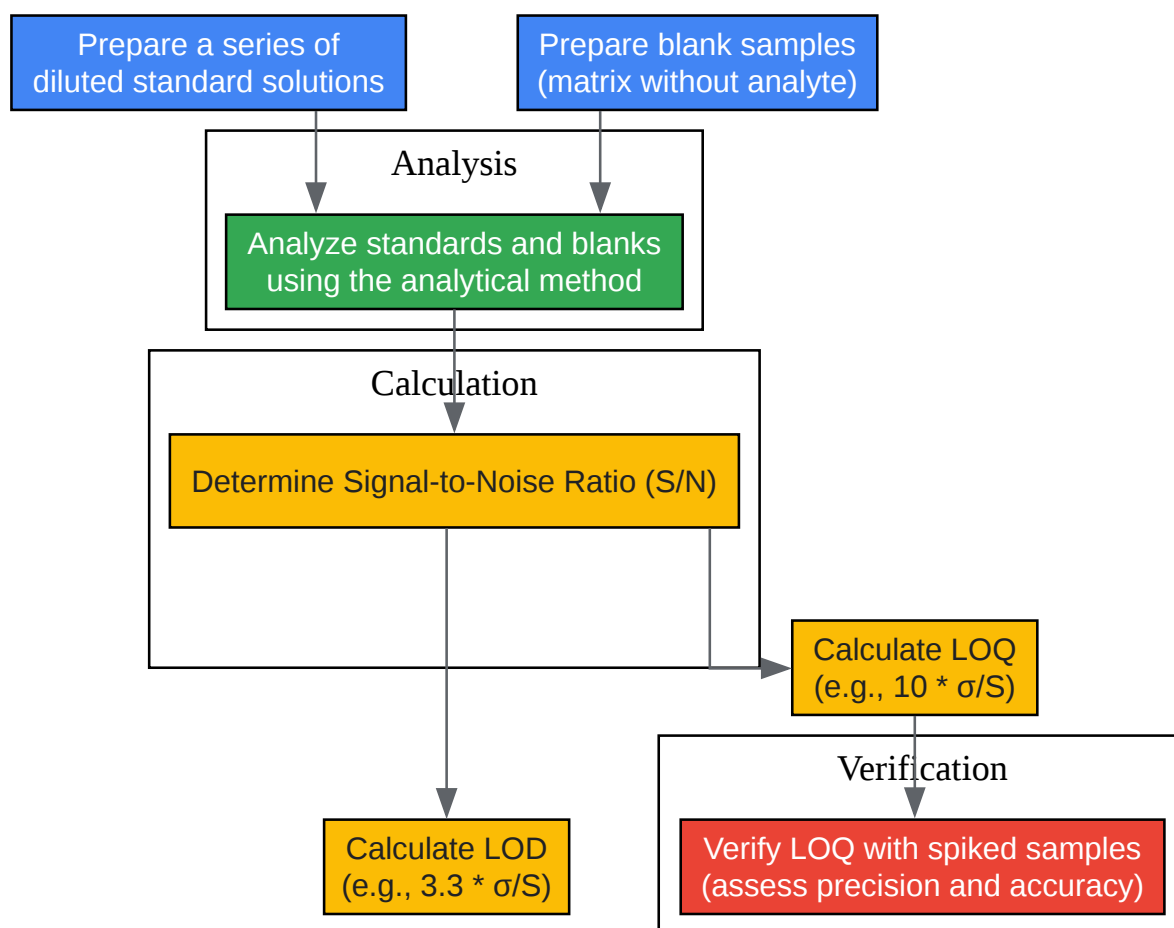 Prepare a series of
diluted standard solutions
Prepare blank samples
(matrix without analyte)
Analysis
Analyze standards and blanks
using the analytical method
Calculation
Determine Signal-to-Noise Ratio (S/N)
Calculate LOQ
(e.g., 10 * σ/S)
Verification
Calculate LOD
(e.g., 3.3 * σ/S)
Verify LOQ with spiked samples
(assess precision and accuracy)